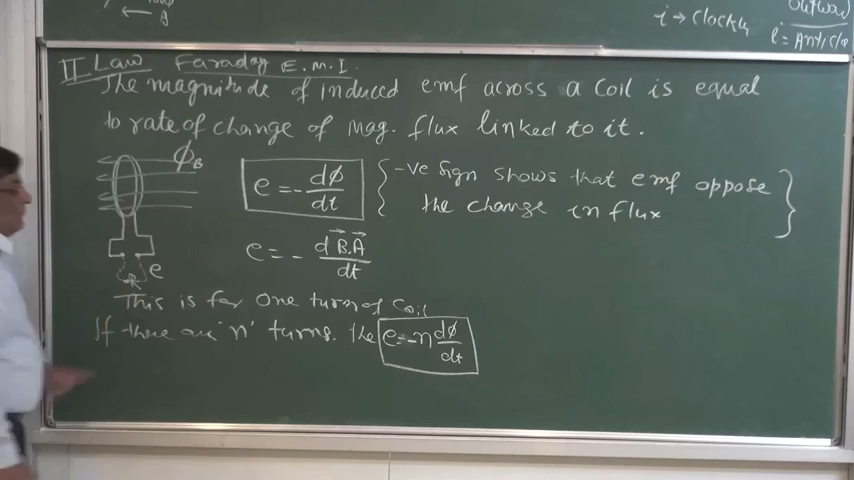 ← A
i → Clockw
i = Anticlo
II Law Faraday E.M.I.
The magnitude of induced emf across a Coil is equal
to rate of change of Mag. flux linked to it.
ϕB
e = - dϕ/dt { -ve Sign shows that emf oppose the change in flux }
e = - d B⃗.A⃗/dt
e
R
This is for One turn of Coil
If there are 'n' turns. the e = -n dϕ/dt